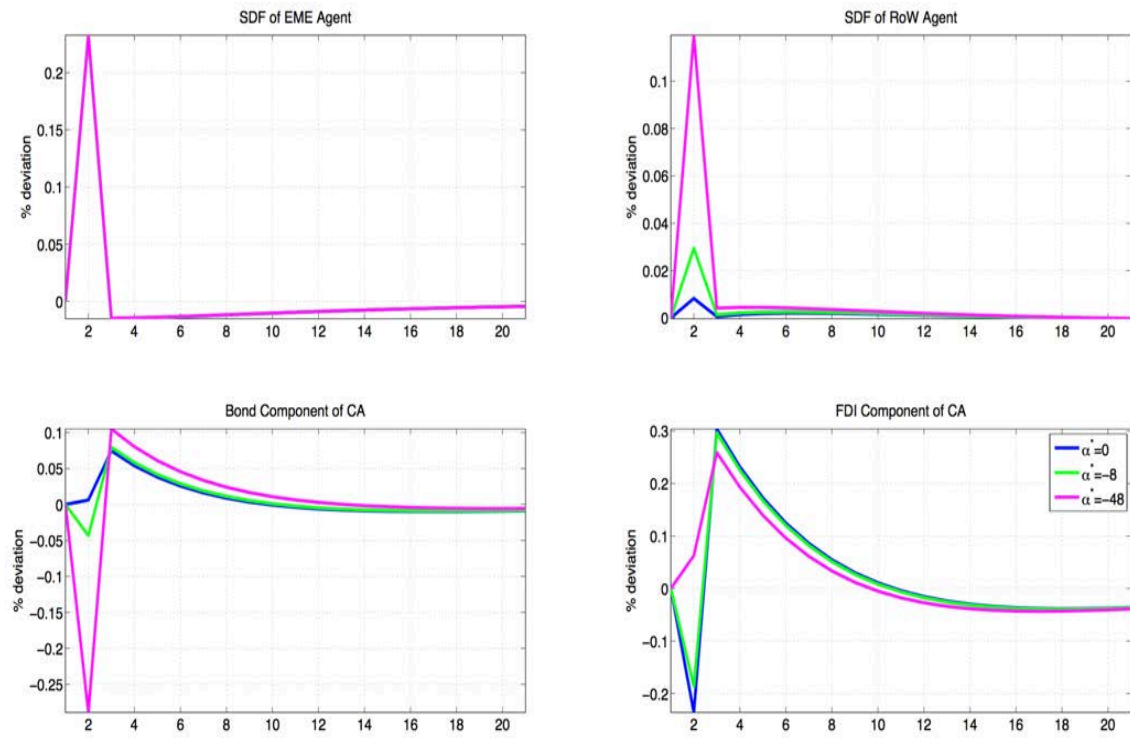 SDF of EME Agent
% deviation
0.2
0.15
0.1
0.05
0
2 4 6 8 10 12 14 16 18 20
SDF of RoW Agent
% deviation
0.1
0.08
0.06
0.04
0.02
0
2 4 6 8 10 12 14 16 18 20
Bond Component of CA
% deviation
0.1
0.05
0
−0.05
−0.1
−0.15
−0.2
−0.25
2 4 6 8 10 12 14 16 18 20
FDI Component of CA
% deviation
0.3
0.2
0.1
0
−0.1
−0.2
2 4 6 8 10 12 14 16 18 20
α*=0
α*=−8
α*=−48